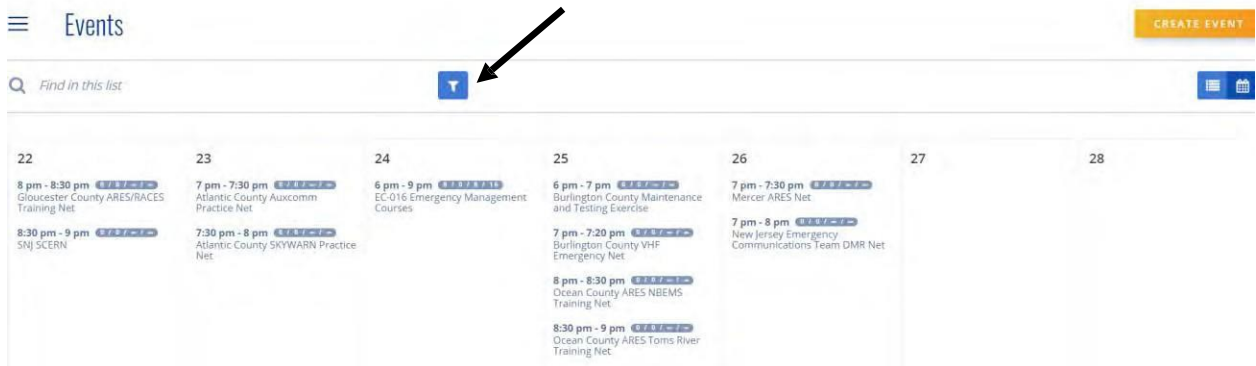 Events
CREATE EVENT
Find in this list
22
8 pm - 8:30 pm
Gloucester County ARES/RACES
Training Net
8:30 pm - 9 pm
SNJ SCERN
23
7 pm - 7:30 pm
Atlantic County Auxcomm
Practice Net
7:30 pm - 8 pm
Atlantic County SKYWARN Practice
Net
24
6 pm - 9 pm
EC-016 Emergency Management
Courses
25
6 pm - 7 pm
Burlington County Maintenance
and Testing Exercise
7 pm - 7:20 pm
Burlington County VHF
Emergency Net
8 pm - 8:30 pm
Ocean County ARES NBEMS
Training Net
8:30 pm - 9 pm
Ocean County ARES Toms River
Training Net
26
7 pm - 7:30 pm
Mercer ARES Net
7 pm - 8 pm
New Jersey Emergency
Communications Team DMR Net
27
28